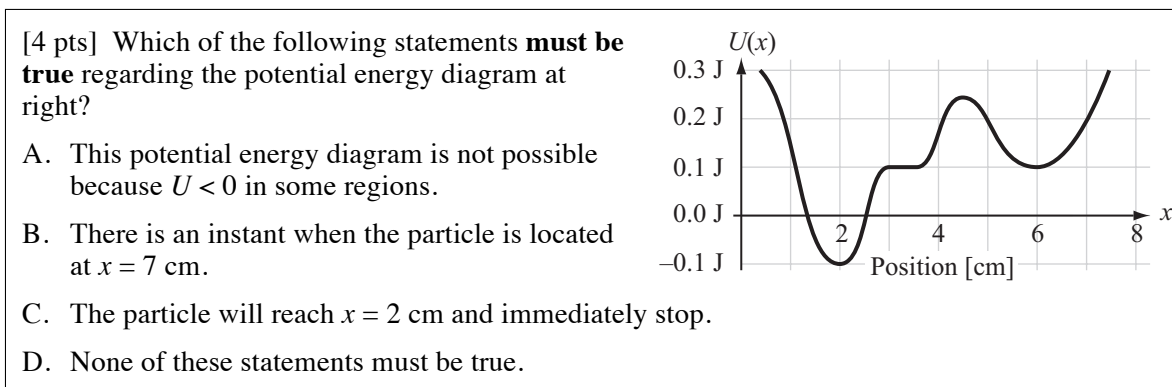 [4 pts] Which of the following statements must be
true regarding the potential energy diagram at
right?
A. This potential energy diagram is not possible
because U < 0 in some regions.
B. There is an instant when the particle is located
at x = 7 cm.
C. The particle will reach x = 2 cm and immediately stop.
D. None of these statements must be true.
U(x)
0.3 J
0.2 J
0.1 J
0.0 J
–0.1 J
2 4 6 8
x
Position [cm]